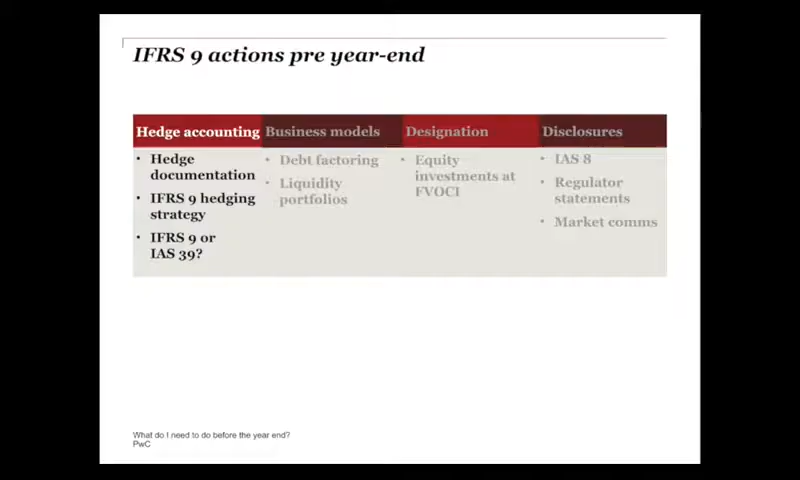 IFRS 9 actions pre year-end
Hedge accounting
• Hedge
documentation
• IFRS 9 hedging
strategy
• IFRS 9 or
IAS 39?
Business models
• Debt factoring
• Liquidity
portfolios
Designation
• Equity
investments at
FVOCI
Disclosures
• IAS 8
• Regulator
statements
• Market comms
What do I need to do before the year end?
PwC